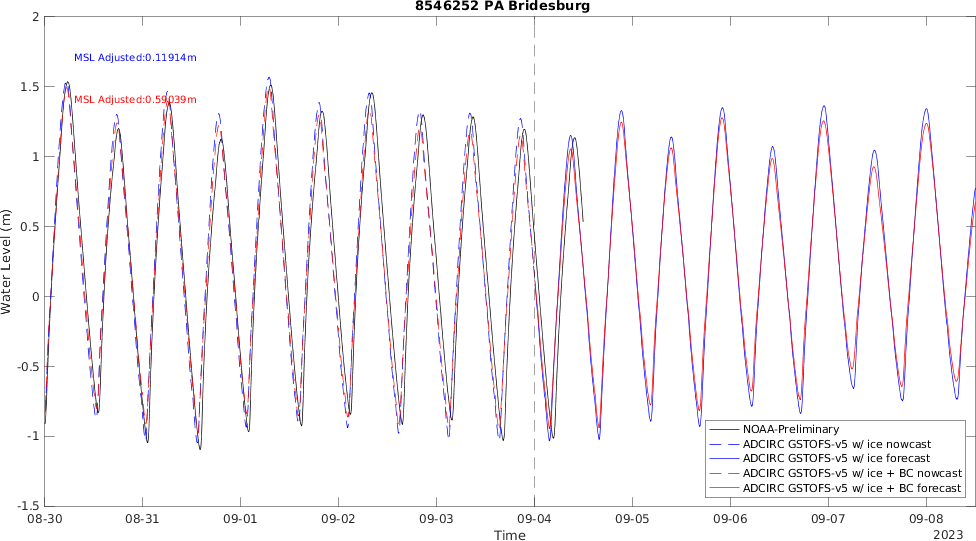 8546252 PA Bridesburg
MSL Adjusted:0.11914m
MSL Adjusted:0.59039m
Water Level (m)
2
1.5
1
0.5
0
-0.5
-1
-1.5
NOAA-Preliminary
ADCIRC GSTOFS-v5 w/ ice nowcast
ADCIRC GSTOFS-v5 w/ ice forecast
ADCIRC GSTOFS-v5 w/ ice + BC nowcast
ADCIRC GSTOFS-v5 w/ ice + BC forecast
08-30 08-31 09-01 09-02 09-03 09-04 09-05 09-06 09-07 09-08
Time
2023